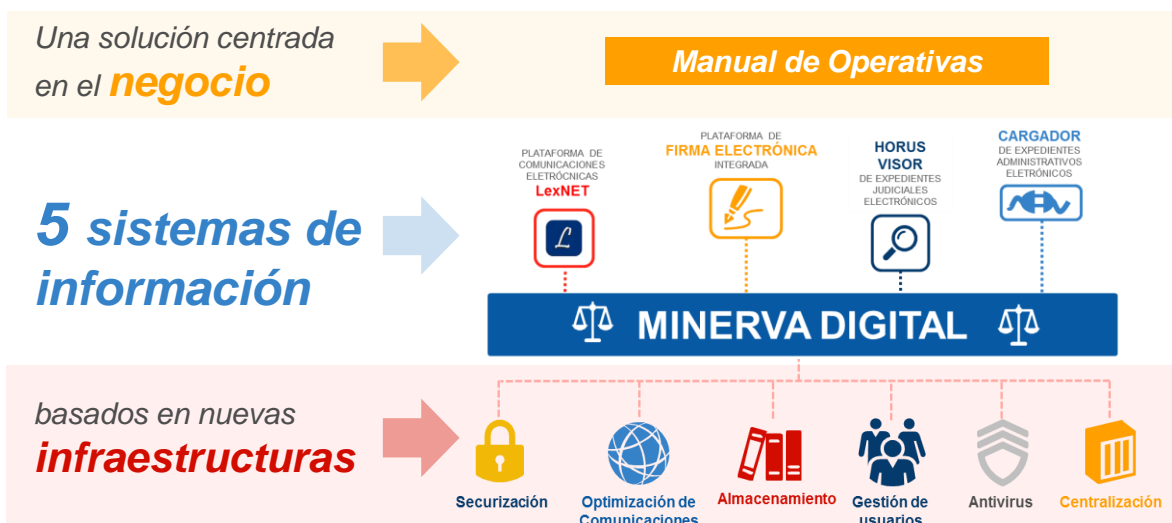 Una solución centrada
en el negocio
Manual de Operativas
5 sistemas de
información
PLATAFORMA DE
COMUNICACIONES
ELETRÓCNICAS
LexNET
L
PLATAFORMA DE
FIRMA ELECTRÓNICA
INTEGRADA
HORUS
VISOR
DE EXPEDIENTES
JUDICIALES
ELECTRÓNICOS
CARGADOR
DE EXPEDIENTES
ADMINISTRATIVOS
ELETRÓNICOS
MINERVA DIGITAL
basados en nuevas
infraestructuras
Securización
Optimización de
Comunicaciones
Almacenamiento
Gestión de
usuarios
Antivirus
Centralización